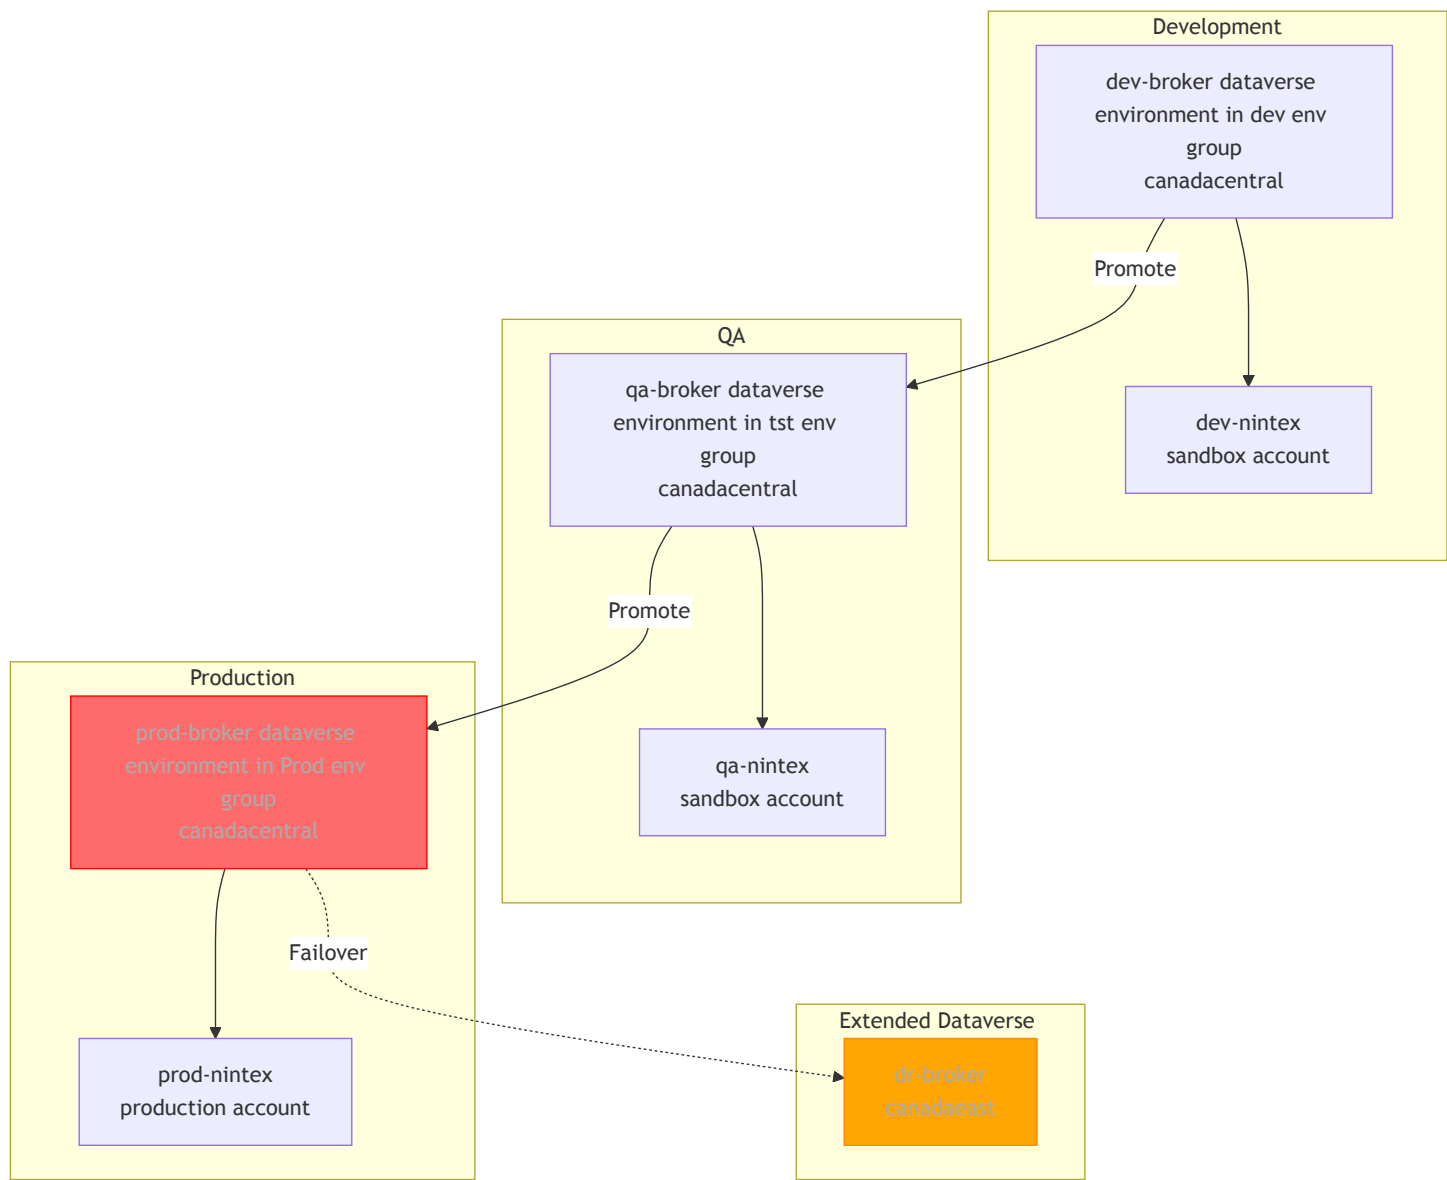 Development
dev-broker dataverse
environment in dev env
group
canadacentral
Promote
dev-nintex
sandbox account
QA
qa-broker dataverse
environment in tst env
group
canadacentral
Promote
qa-nintex
sandbox account
Production
prod-broker dataverse
environment in Prod env
group
canadacentral
Failover
prod-nintex
production account
Extended Dataverse
dr-broker
canadaeast